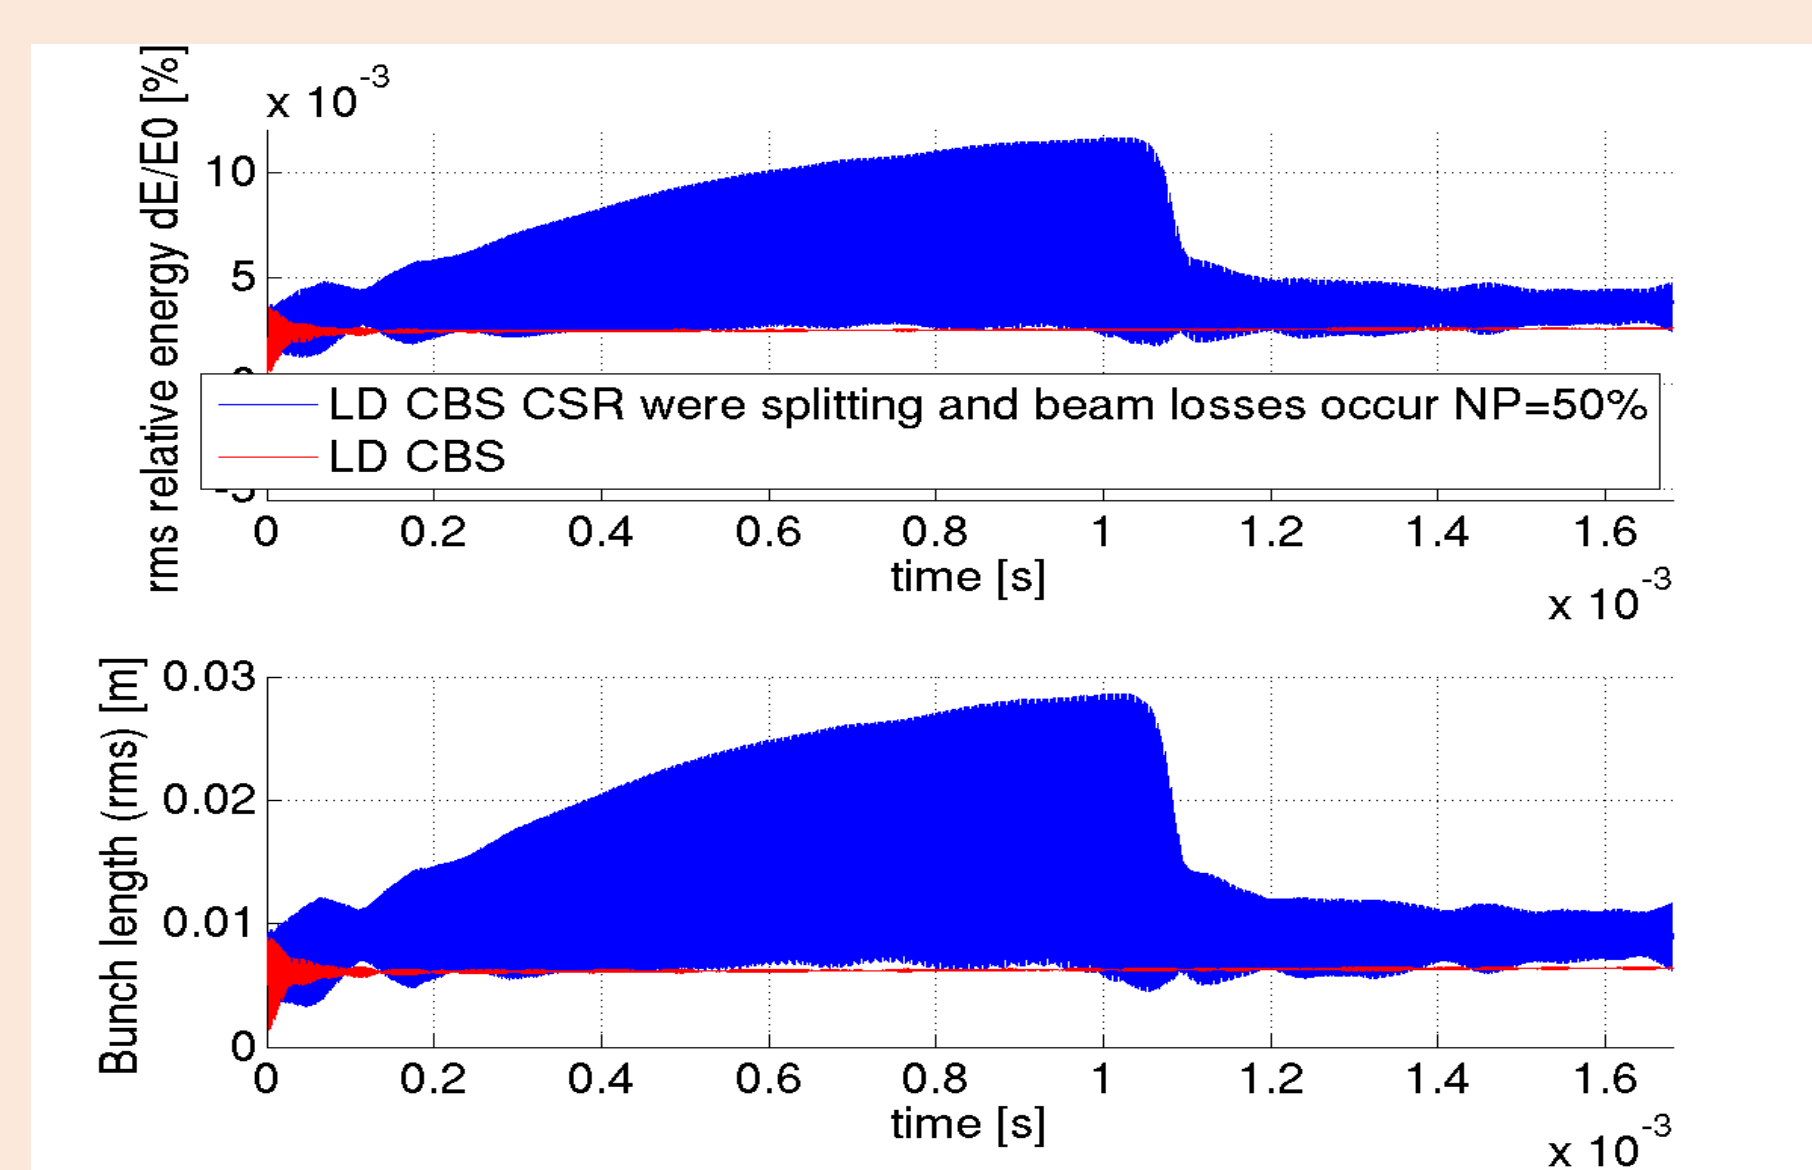 rms relative energy dE/E0 [%]
x 10^-3
10
5
LD CBS CSR were splitting and beam losses occur NP=50%
LD CBS
0 0.2 0.4 0.6 0.8 1 1.2 1.4 1.6
time [s]
x 10^-3
Bunch length (rms) [m]
0.03
0.02
0.01
0
0 0.2 0.4 0.6 0.8 1 1.2 1.4 1.6
time [s]
x 10^-3